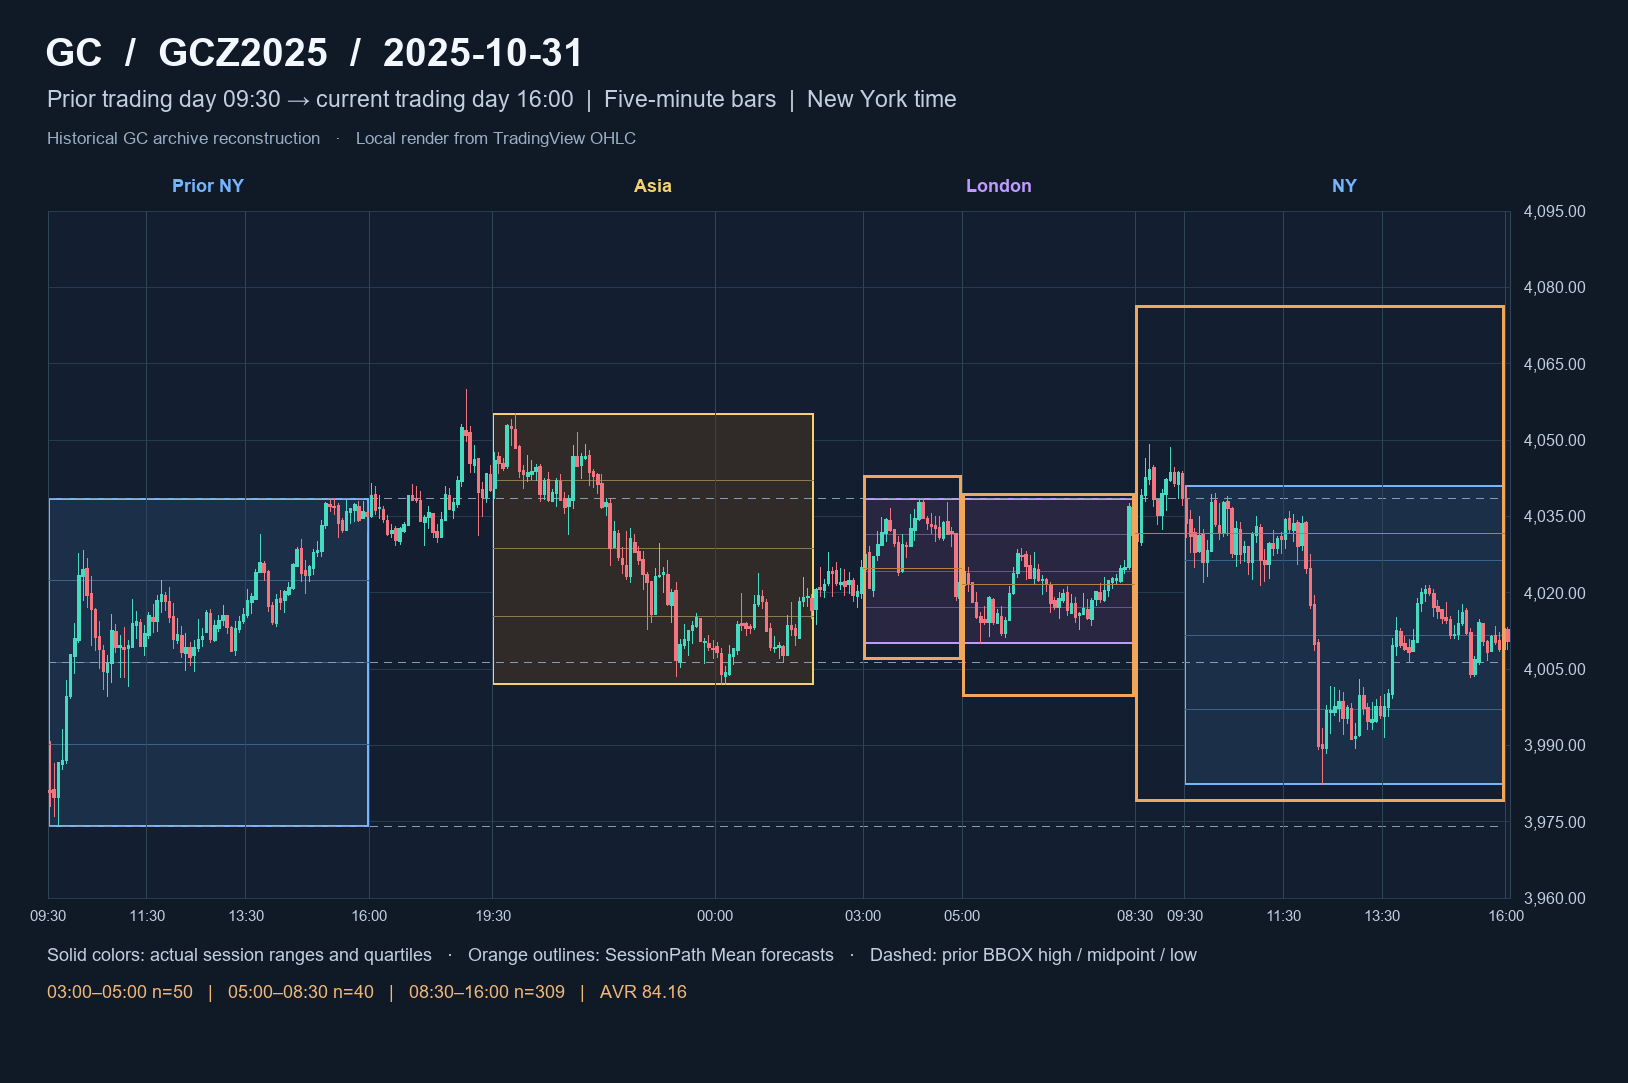 GC / GCZ2025 / 2025-10-31
Prior trading day 09:30 → current trading day 16:00 | Five-minute bars | New York time
Historical GC archive reconstruction · Local render from TradingView OHLC
Prior NY Asia London NY
4,095.00
4,080.00
4,065.00
4,050.00
4,035.00
4,020.00
4,005.00
3,990.00
3,975.00
3,960.00
09:30 11:30 13:30 16:00 19:30 00:00 03:00 05:00 08:30 09:30 11:30 13:30 16:00
Solid colors: actual session ranges and quartiles · Orange outlines: SessionPath Mean forecasts · Dashed: prior BBOX high / midpoint / low
03:00–05:00 n=50 | 05:00–08:30 n=40 | 08:30–16:00 n=309 | AVR 84.16